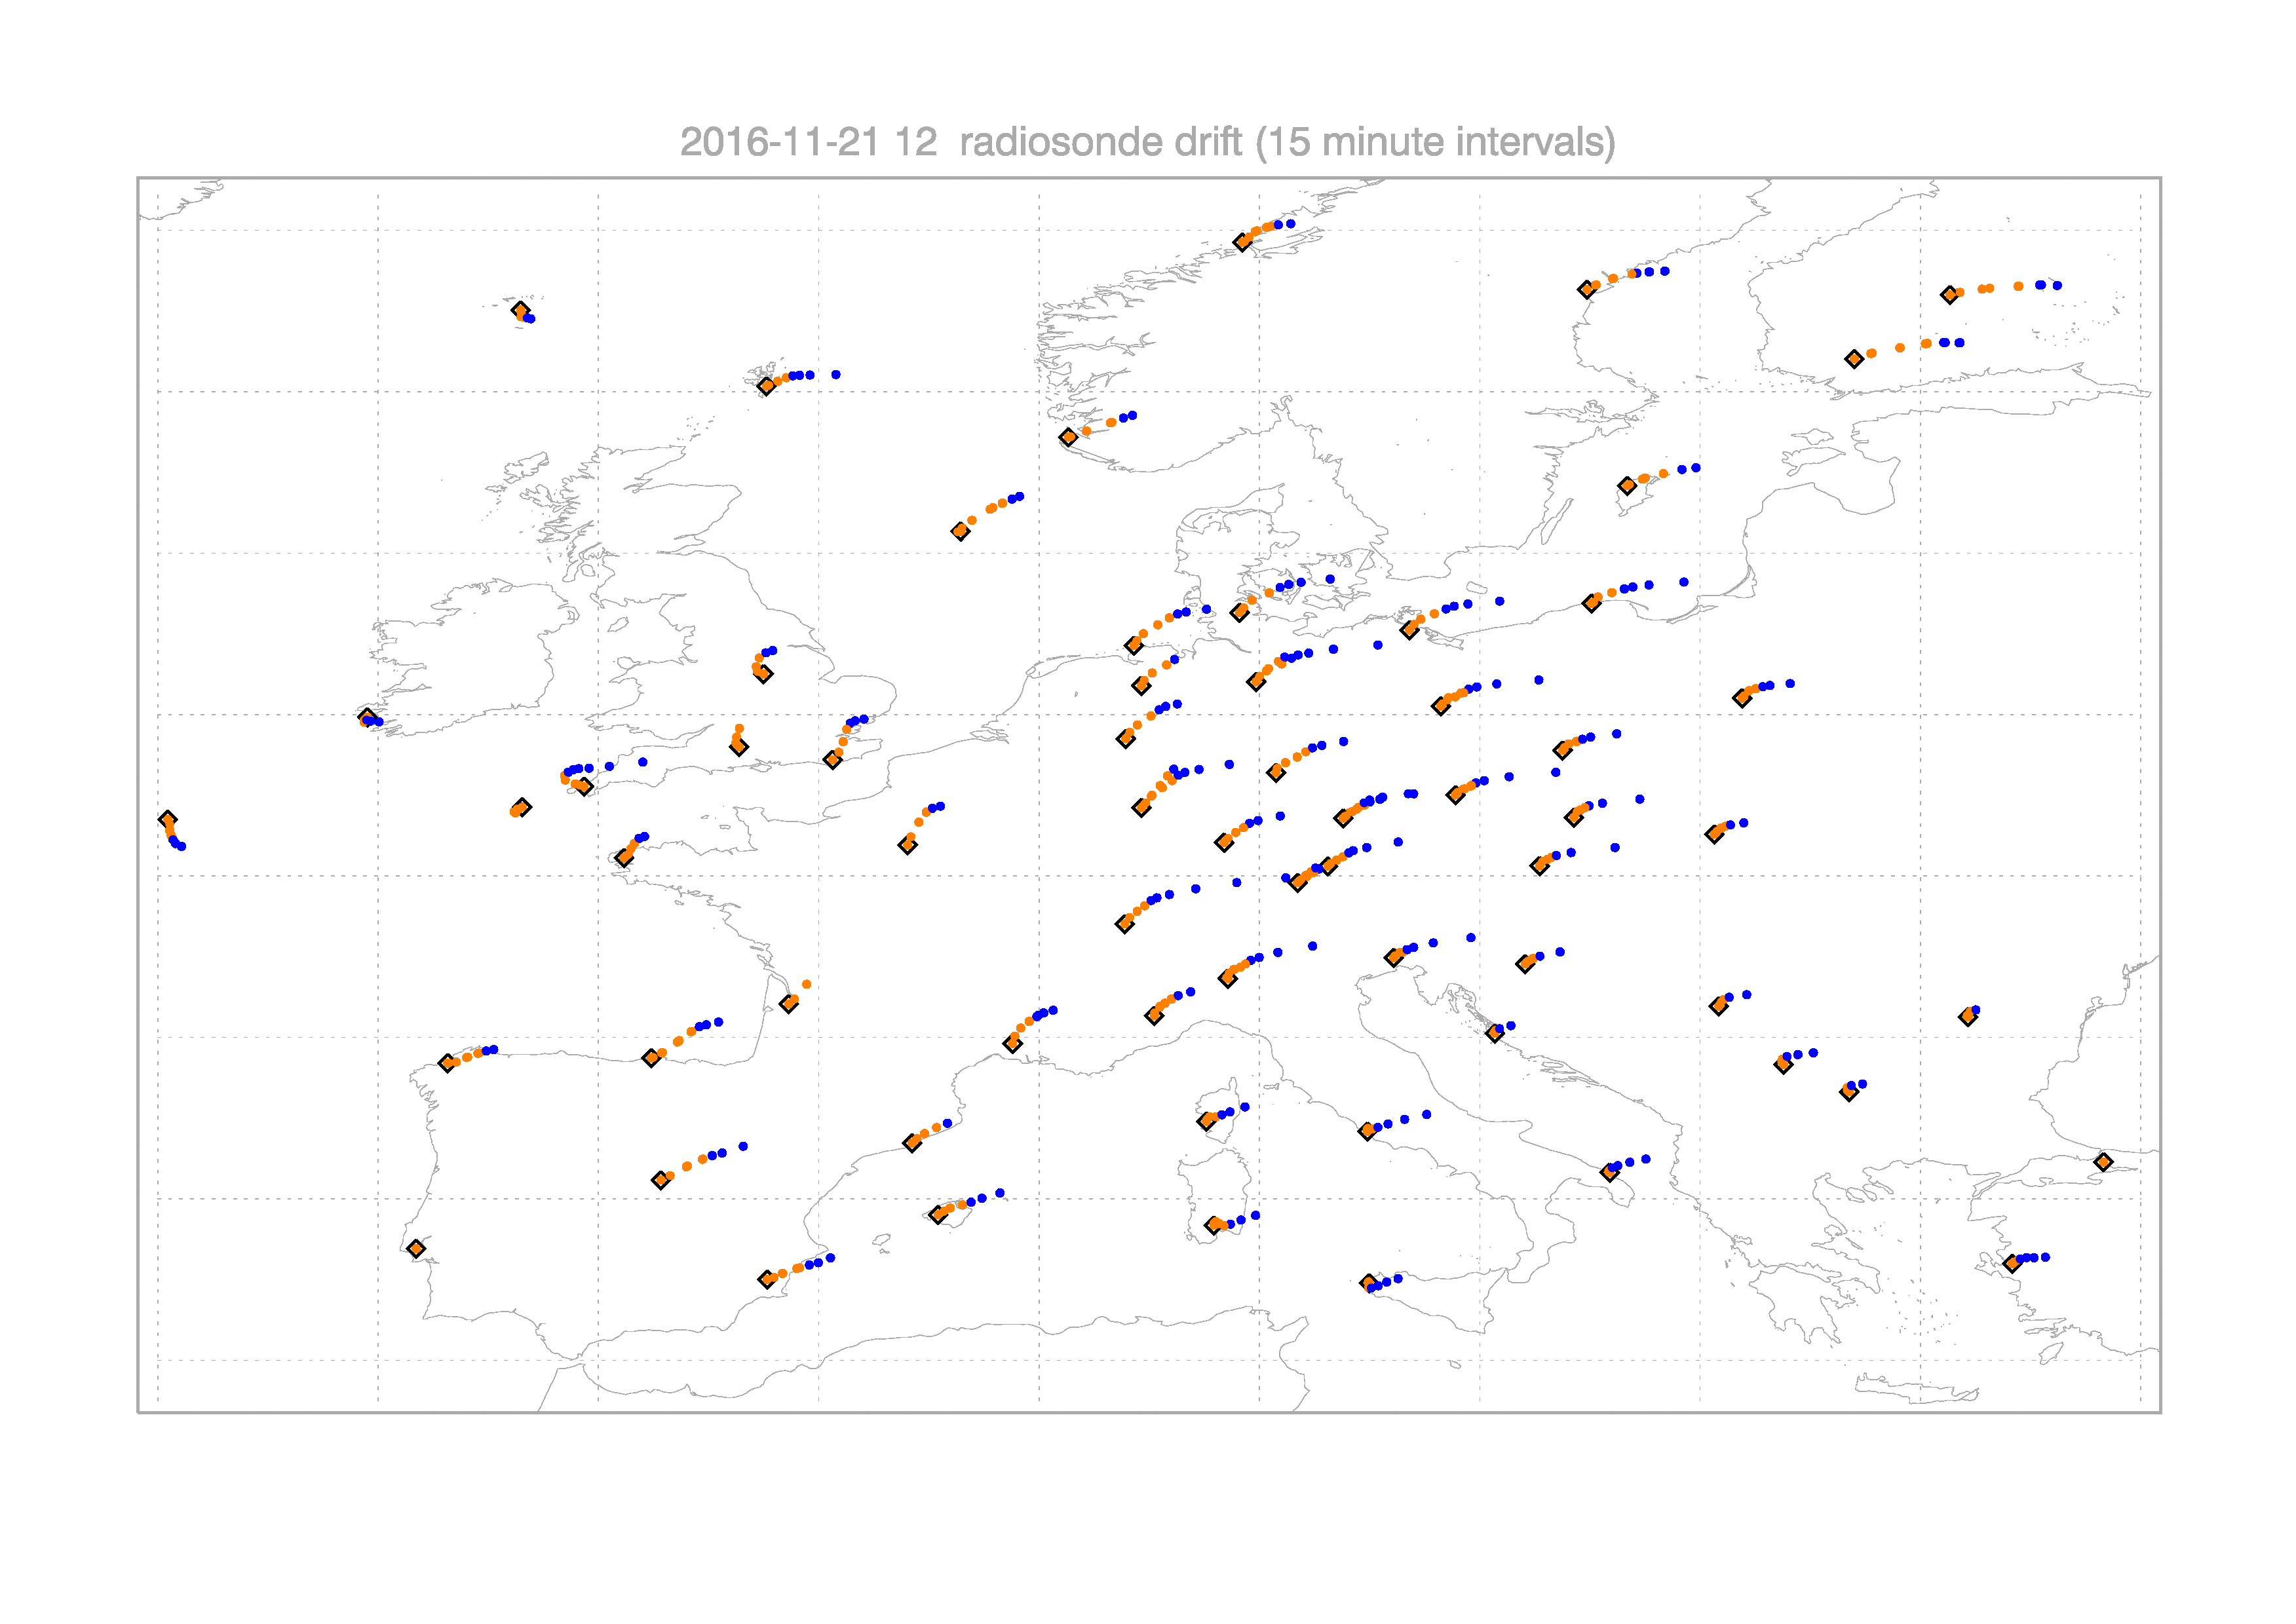 2016-11-21 12  radiosonde drift (15 minute intervals)